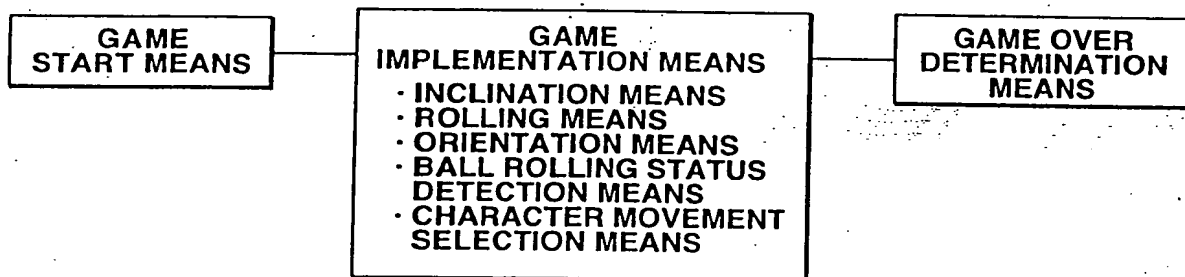 GAME
START MEANS
GAME
IMPLEMENTATION MEANS
· INCLINATION MEANS
· ROLLING MEANS
· ORIENTATION MEANS
· BALL ROLLING STATUS
DETECTION MEANS
· CHARACTER MOVEMENT
SELECTION MEANS
GAME OVER
DETERMINATION
MEANS